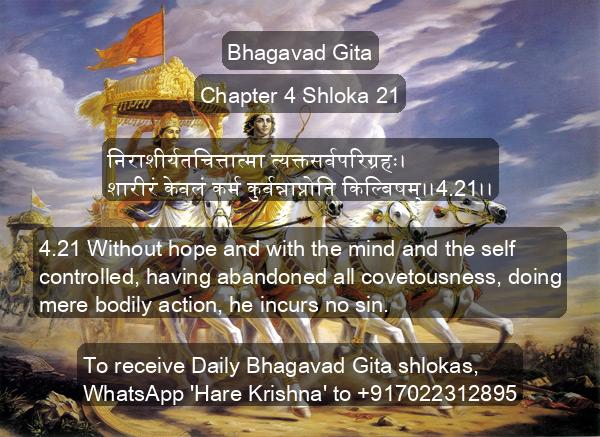 Bhagavad Gita
Chapter 4 Shloka 21
निराशीर्यतचित्तात्मा त्यक्तसर्वपरिग्रहः।
शारीरं केवलं कर्म कुर्वन्नाप्नोति किल्बिषम्।।4.21।।
4.21 Without hope and with the mind and the self
controlled, having abandoned all covetousness, doing
mere bodily action, he incurs no sin.
To receive Daily Bhagavad Gita shlokas,
WhatsApp 'Hare Krishna' to +917022312895